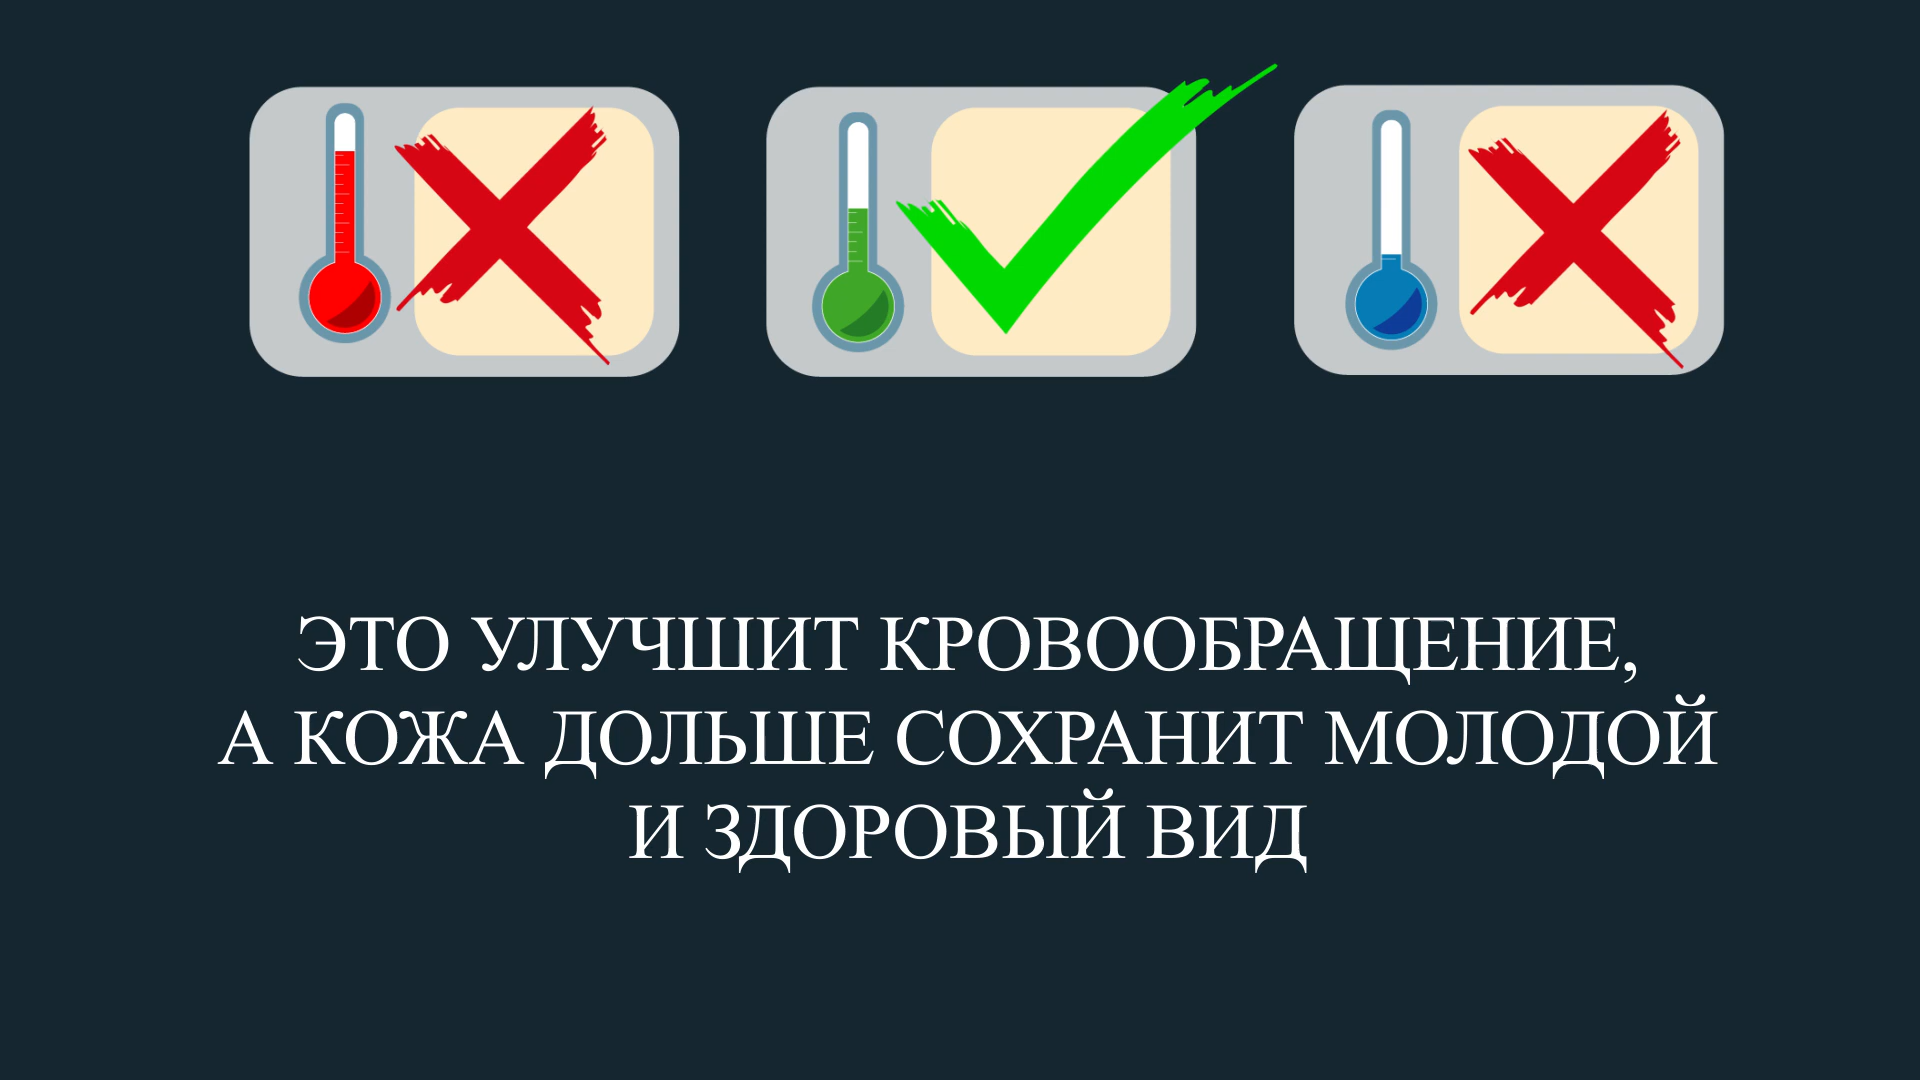 ЭТО УЛУЧШИТ КРОВООБРАЩЕНИЕ,
А КОЖА ДОЛЬШЕ СОХРАНИТ МОЛОДОЙ
И ЗДОРОВЫЙ ВИД